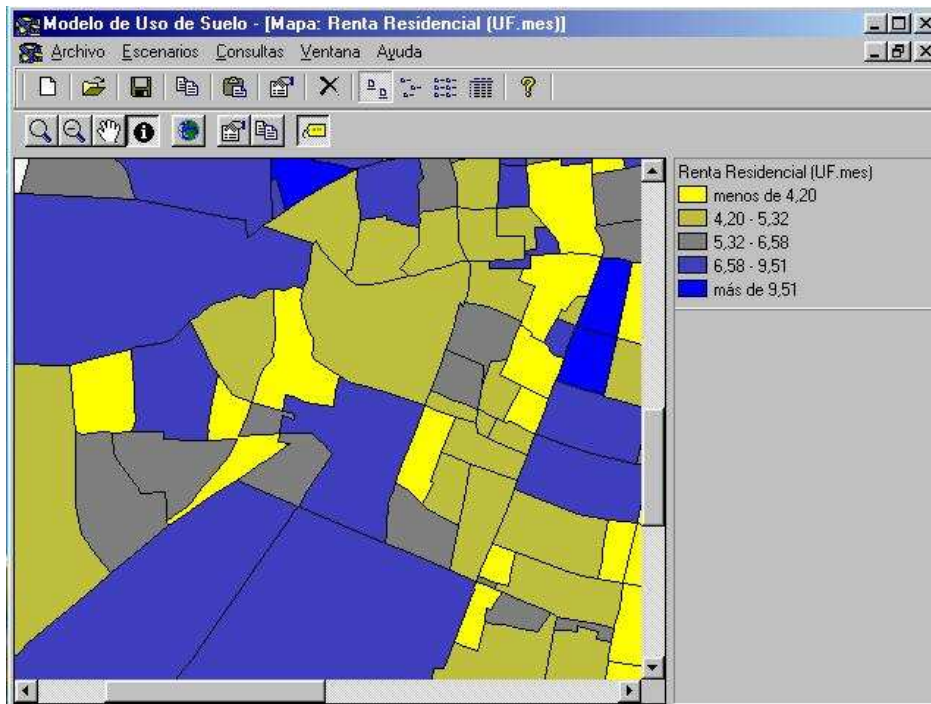 Modelo de Uso de Suelo - [Mapa: Renta Residencial (UF.mes)]
Archivo Escenarios Consultas Ventana Ayuda
Renta Residencial (UF.mes)
menos de 4,20
4,20 - 5,32
5,32 - 6,58
6,58 - 9,51
más de 9,51